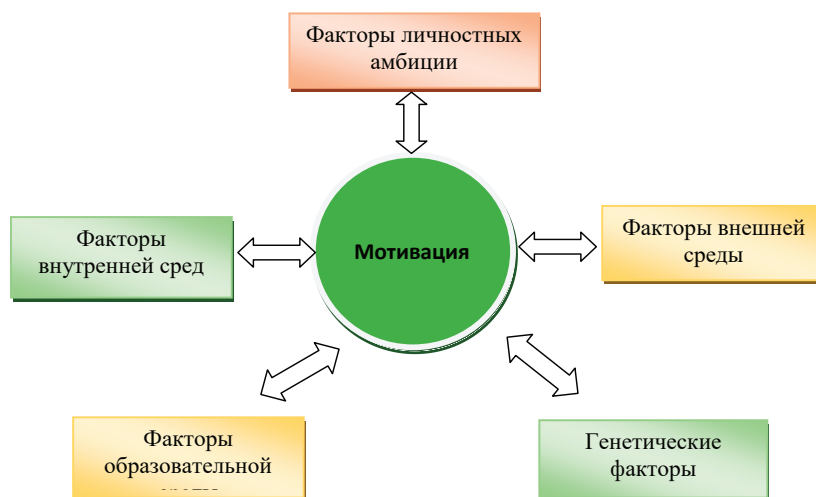 Факторы личностных
амбиции
Мотивация
Факторы
внутренней сред
Факторы внешней
среды
Факторы
образовательной
Генетические
факторы